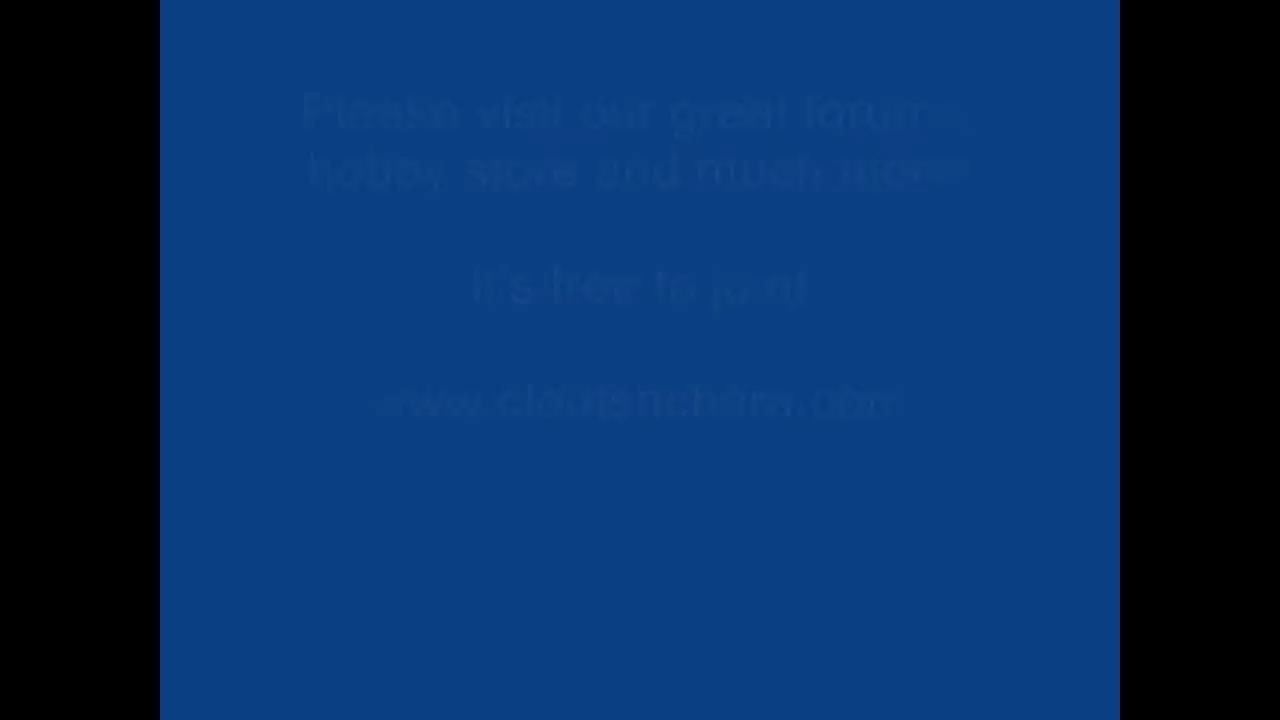 Please visit our great forums,
hobby store and much more!
It's free to join!